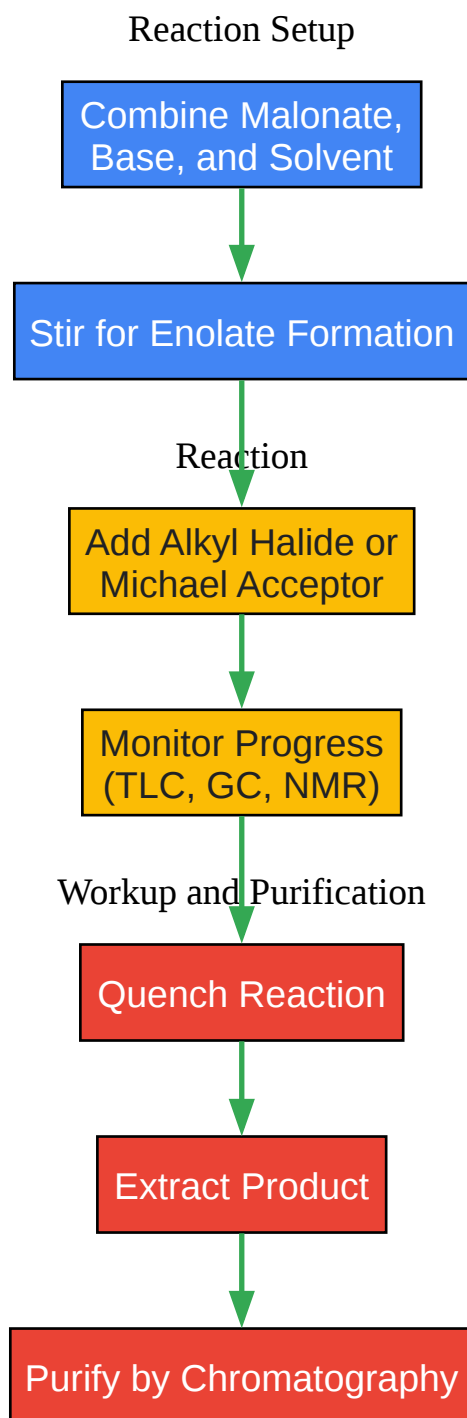 Reaction Setup
Combine Malonate,
Base, and Solvent
Stir for Enolate Formation
Reaction
Add Alkyl Halide or
Michael Acceptor
Monitor Progress
(TLC, GC, NMR)
Workup and Purification
Quench Reaction
Extract Product
Purify by Chromatography